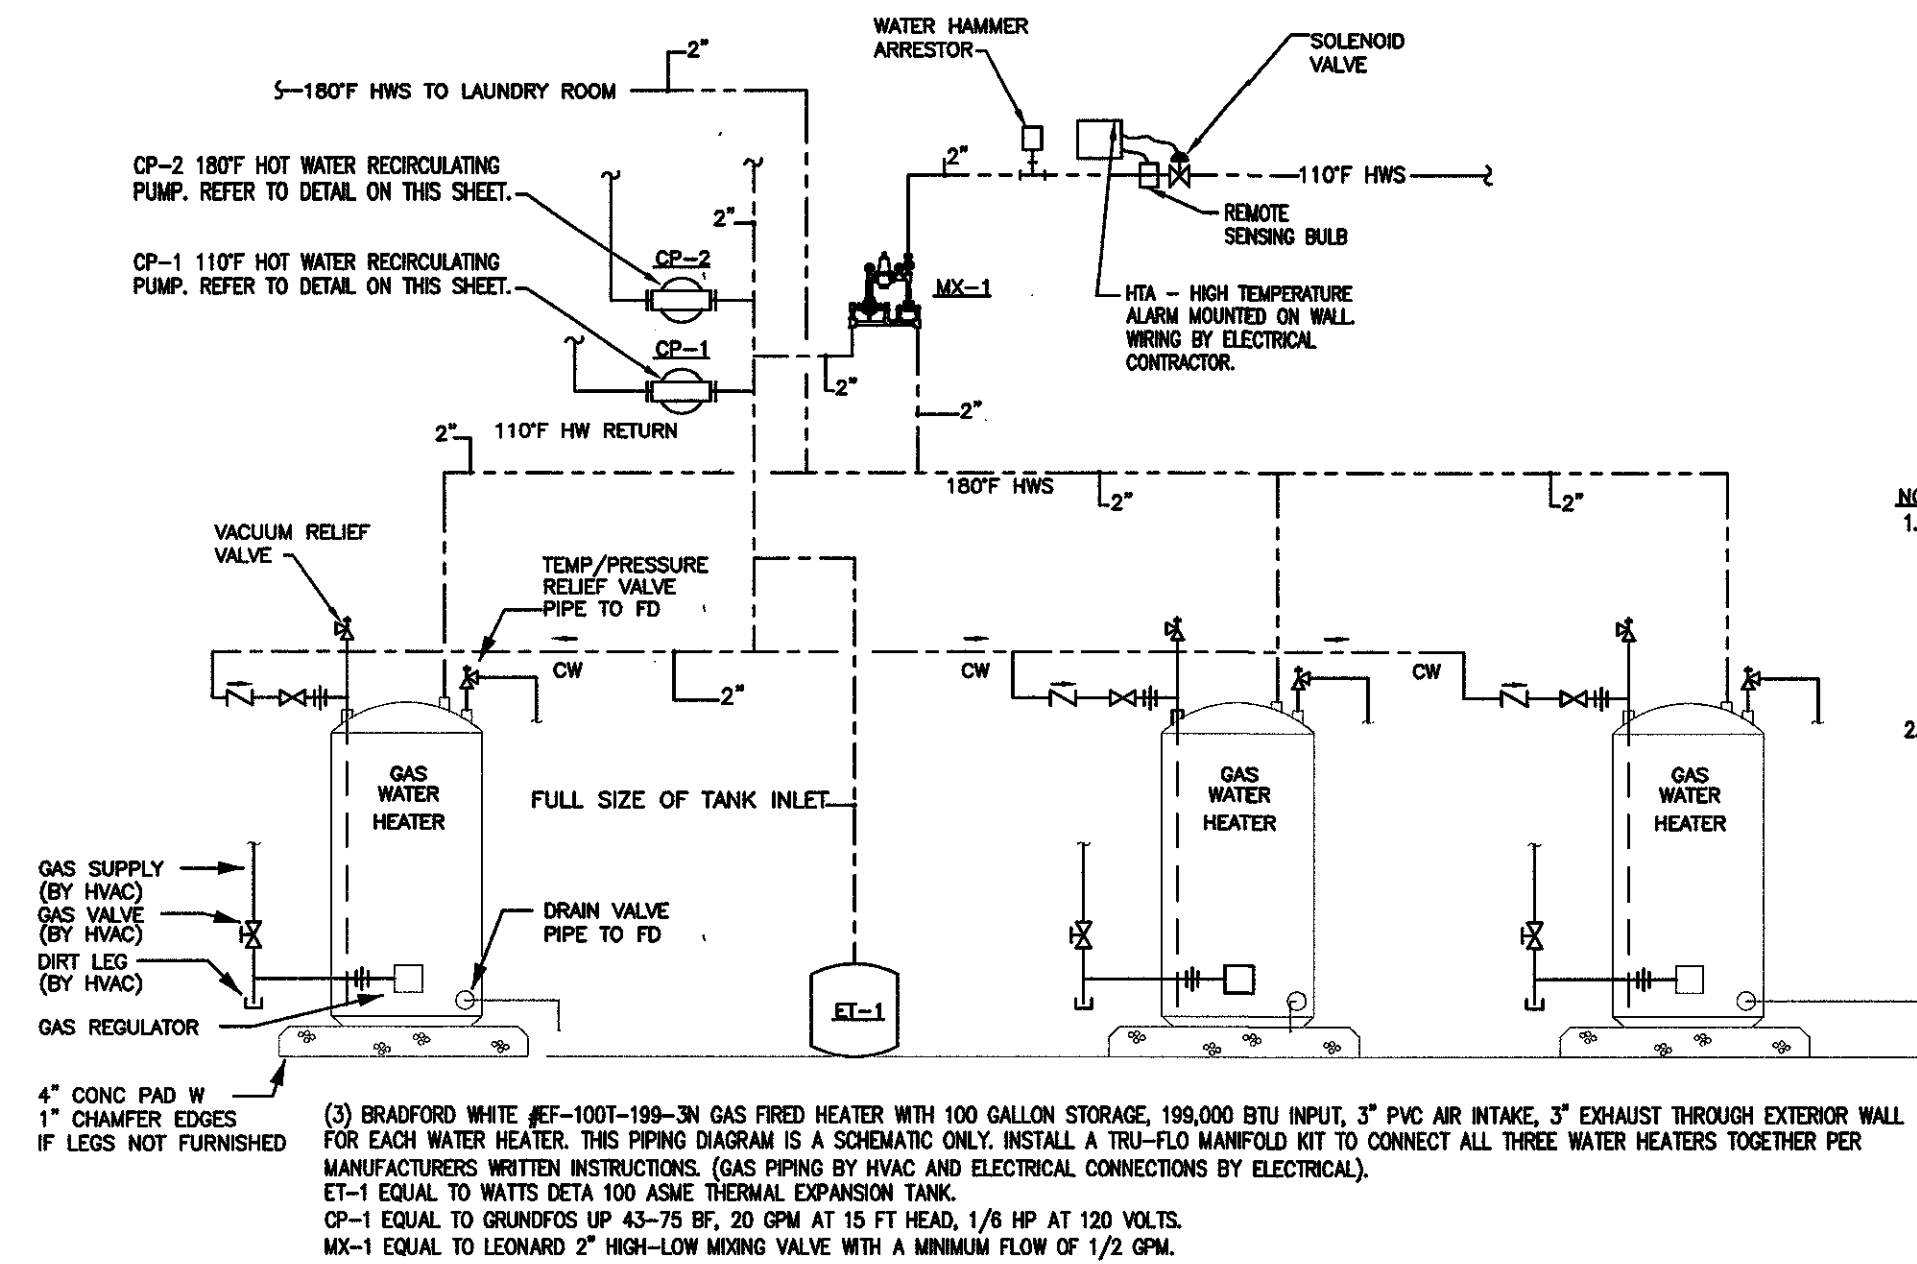 WATER HAMMER
ARRESTOR
SOLENOID
VALVE
2"
180°F HWS TO LAUNDRY ROOM
CP-2 180°F HOT WATER RECIRCULATING
PUMP. REFER TO DETAIL ON THIS SHEET.
2"
110°F HWS
2"
REMOTE
SENSING BULB
CP-1 110°F HOT WATER RECIRCULATING
PUMP. REFER TO DETAIL ON THIS SHEET.
CP-2
MX-1
HTA - HIGH TEMPERATURE
ALARM MOUNTED ON WALL.
WIRING BY ELECTRICAL
CONTRACTOR.
CP-1
2"
2"
2"
110°F HW RETURN
180°F HWS
2"
2"
1.
VACUUM RELIEF
VALVE
TEMP/PRESSURE
RELIEF VALVE
PIPE TO FD
CW
2"
CW
CW
2.
GAS
WATER
HEATER
FULL SIZE OF TANK INLET
GAS
WATER
HEATER
GAS
WATER
HEATER
GAS SUPPLY
(BY HVAC)
GAS VALVE
(BY HVAC)
DIRT LEG
(BY HVAC)
GAS REGULATOR
DRAIN VALVE
PIPE TO FD
ET-1
4" CONC PAD W
1" CHAMFER EDGES
IF LEGS NOT FURNISHED
(3) BRADFORD WHITE #EF-100T-199-3N GAS FIRED HEATER WITH 100 GALLON STORAGE, 199,000 BTU INPUT, 3" PVC AIR INTAKE, 3" EXHAUST THROUGH EXTERIOR WALL
FOR EACH WATER HEATER. THIS PIPING DIAGRAM IS A SCHEMATIC ONLY. INSTALL A TRU-FLO MANIFOLD KIT TO CONNECT ALL THREE WATER HEATERS TOGETHER PER
MANUFACTURERS WRITTEN INSTRUCTIONS. (GAS PIPING BY HVAC AND ELECTRICAL CONNECTIONS BY ELECTRICAL).
ET-1 EQUAL TO WATTS DETA 100 ASME THERMAL EXPANSION TANK.
CP-1 EQUAL TO GRUNDFOS UP 43-75 BF, 20 GPM AT 15 FT HEAD, 1/6 HP AT 120 VOLTS.
MX-1 EQUAL TO LEONARD 2" HIGH-LOW MIXING VALVE WITH A MINIMUM FLOW OF 1/2 GPM.